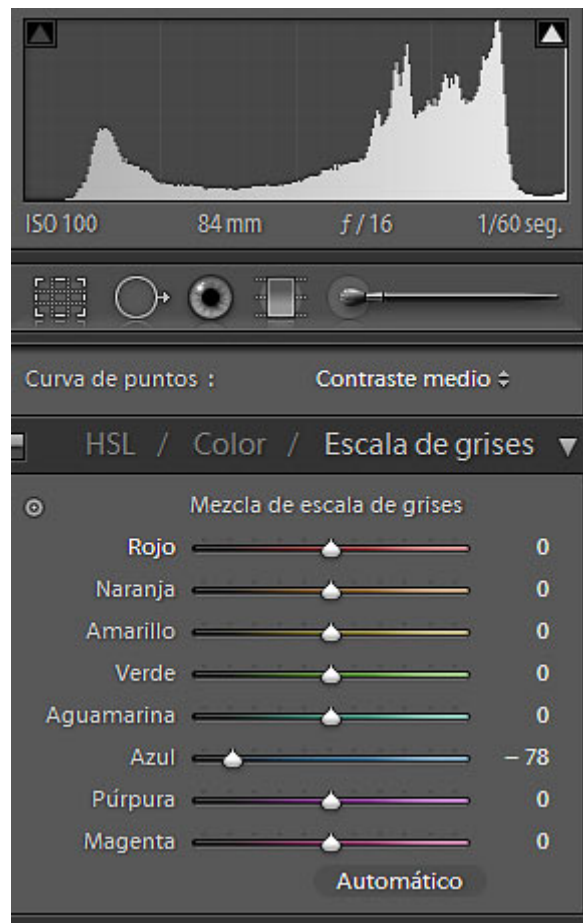 ISO 100 84 mm ƒ / 16 1/60 seg.
Curva de puntos : Contraste medio
HSL / Color / Escala de grises
Mezcla de escala de grises
Rojo 0
Naranja 0
Amarillo 0
Verde 0
Aguamarina 0
Azul – 78
Púrpura 0
Magenta 0
Automático